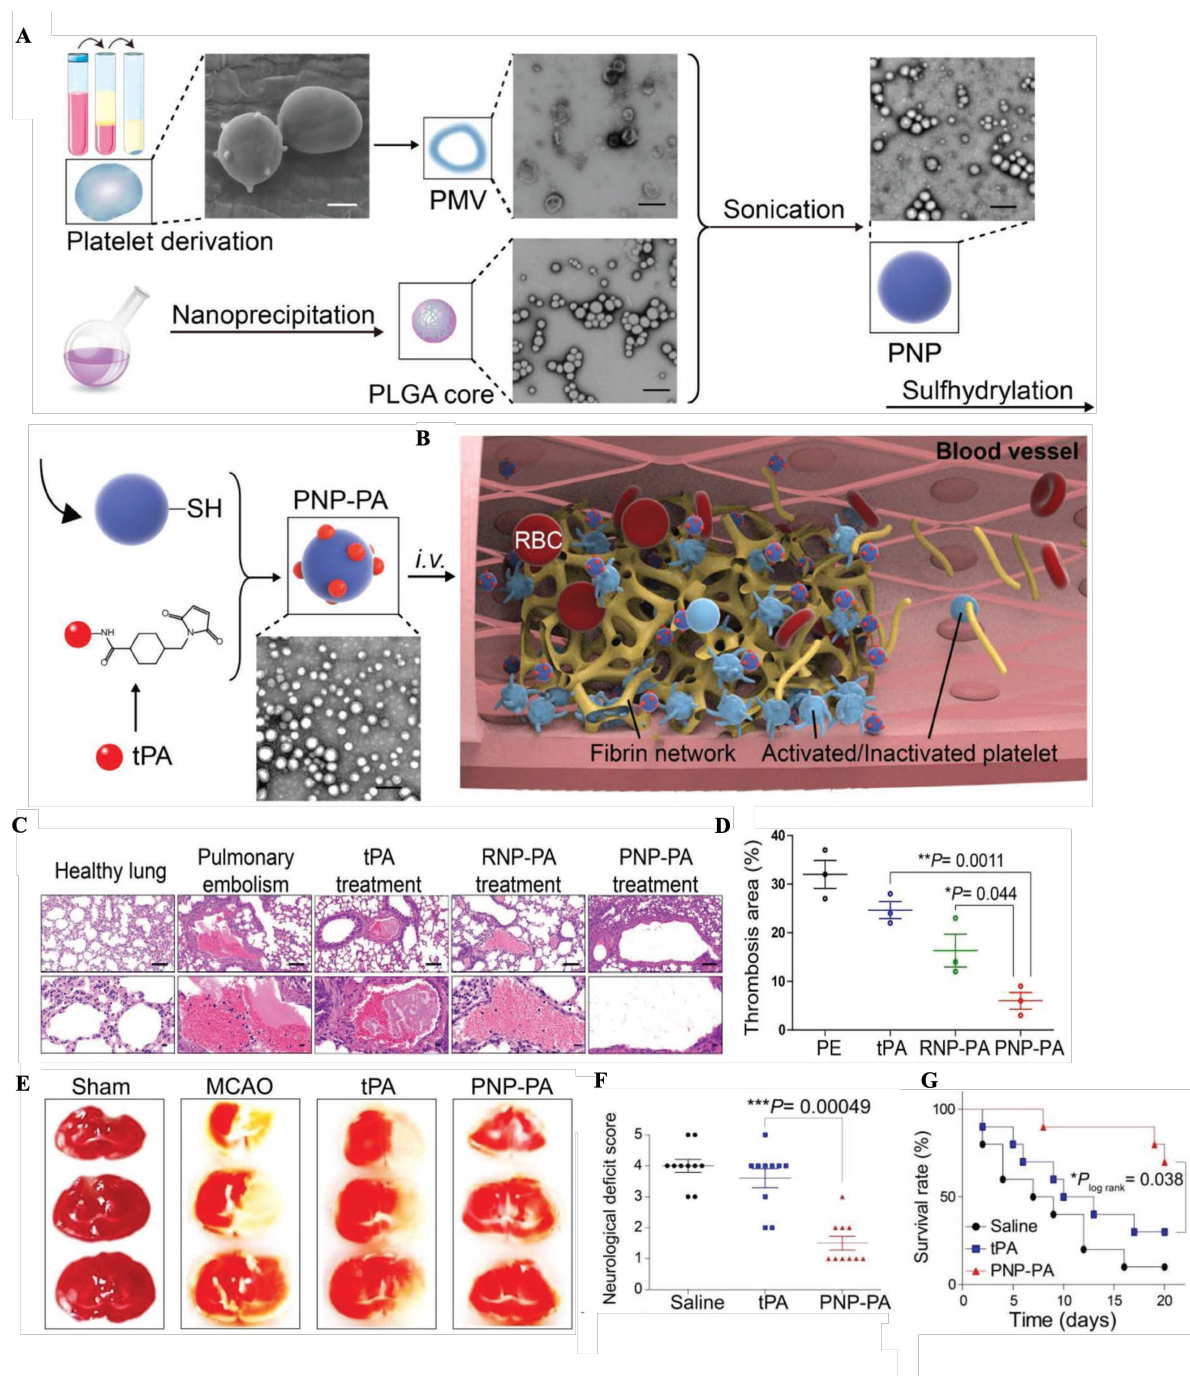 A
Platelet derivation
PMV
Sonication
Nanoprecipitation
PLGA core
PNP
Sulfhydrylation
B
Blood vessel
SH
PNP-PA
i.v.
RBC
NH
O
O
N
O
tPA
Fibrin network
Activated/Inactivated platelet
C
Healthy lung
Pulmonary
embolism
tPA
treatment
RNP-PA
treatment
PNP-PA
treatment
D
Thrombosis area (%)
40
30
20
10
0
**P= 0.0011
*P= 0.044
PE
tPA
RNP-PA
PNP-PA
E
Sham
MCAO
tPA
PNP-PA
F
Neurological deficit score
***P= 0.00049
5
4
3
2
1
0
Saline
tPA
PNP-PA
G
Survival rate (%)
100
50
0
*Plog rank= 0.038
Saline
tPA
PNP-PA
0
5
10
15
20
Time (days)